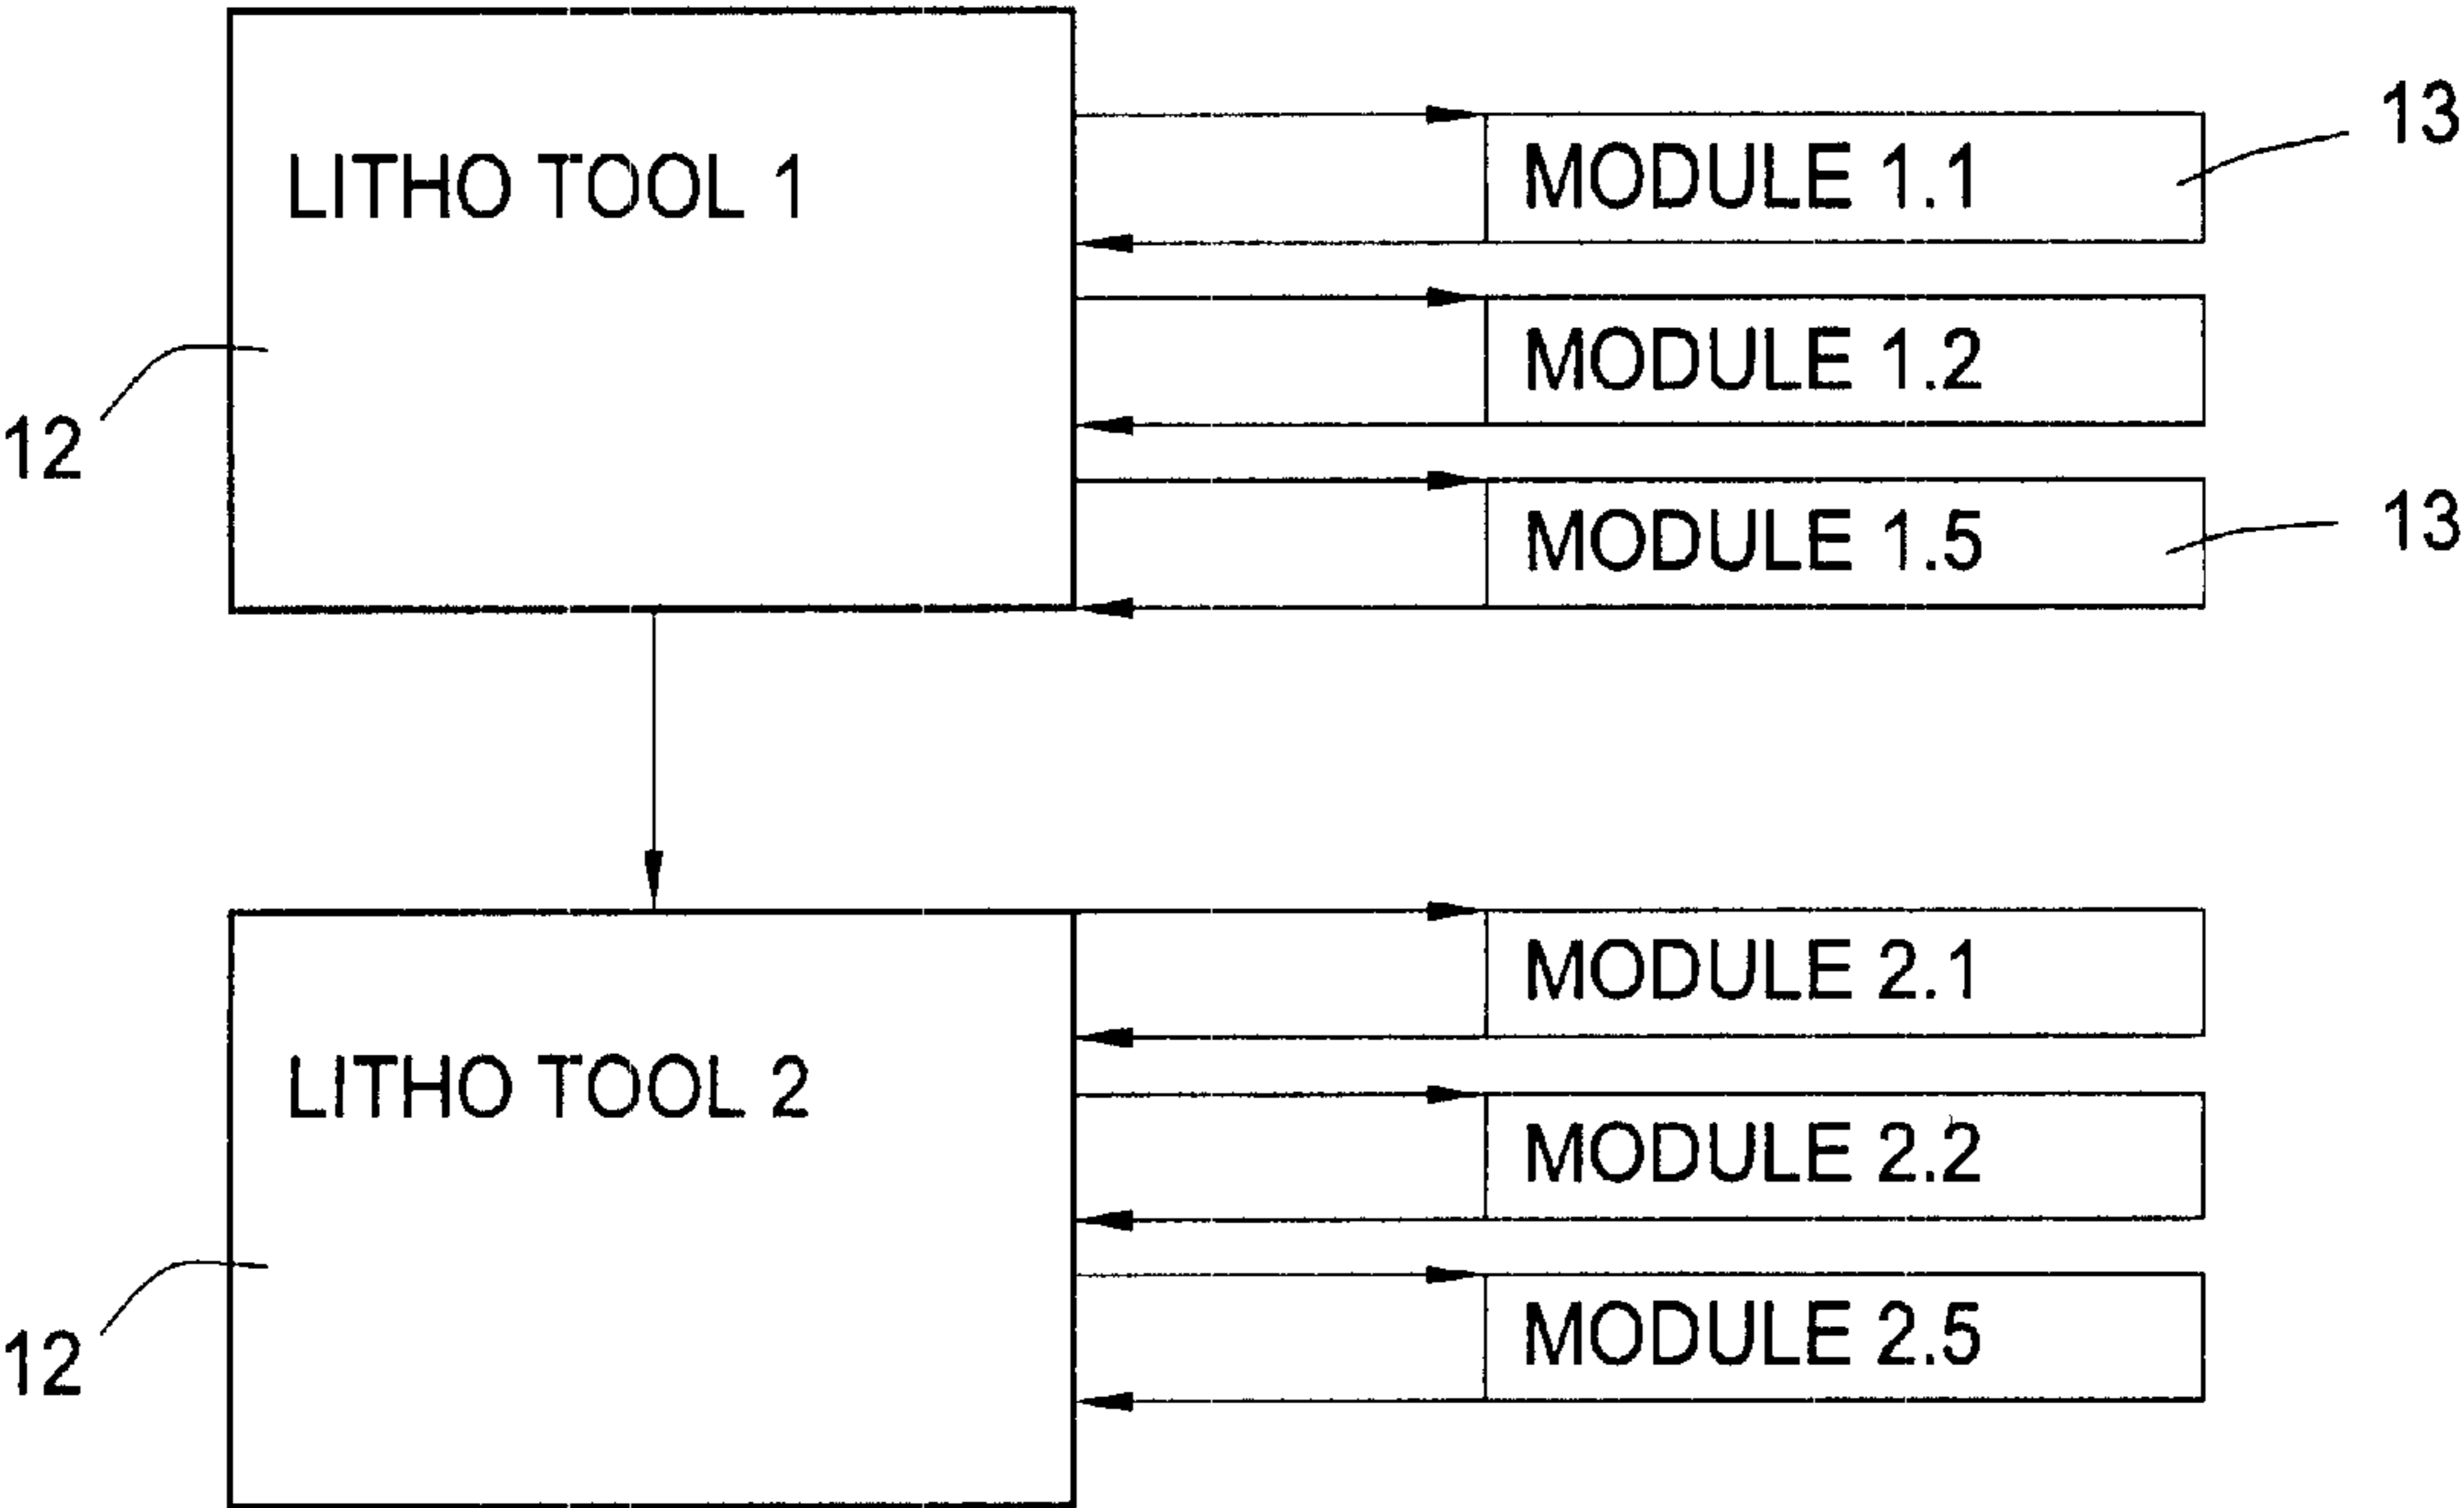 13
LITHO TOOL 1
MODULE 1.1
MODULE 1.2
12
MODULE 1.5
13
MODULE 2.1
LITHO TOOL 2
MODULE 2.2
MODULE 2.5
12